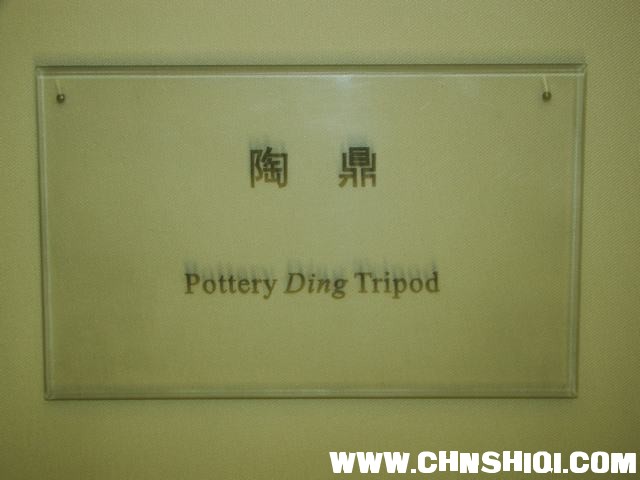 陶 鼎
Pottery Ding Tripod
WWW.CHNSHIQI.COM